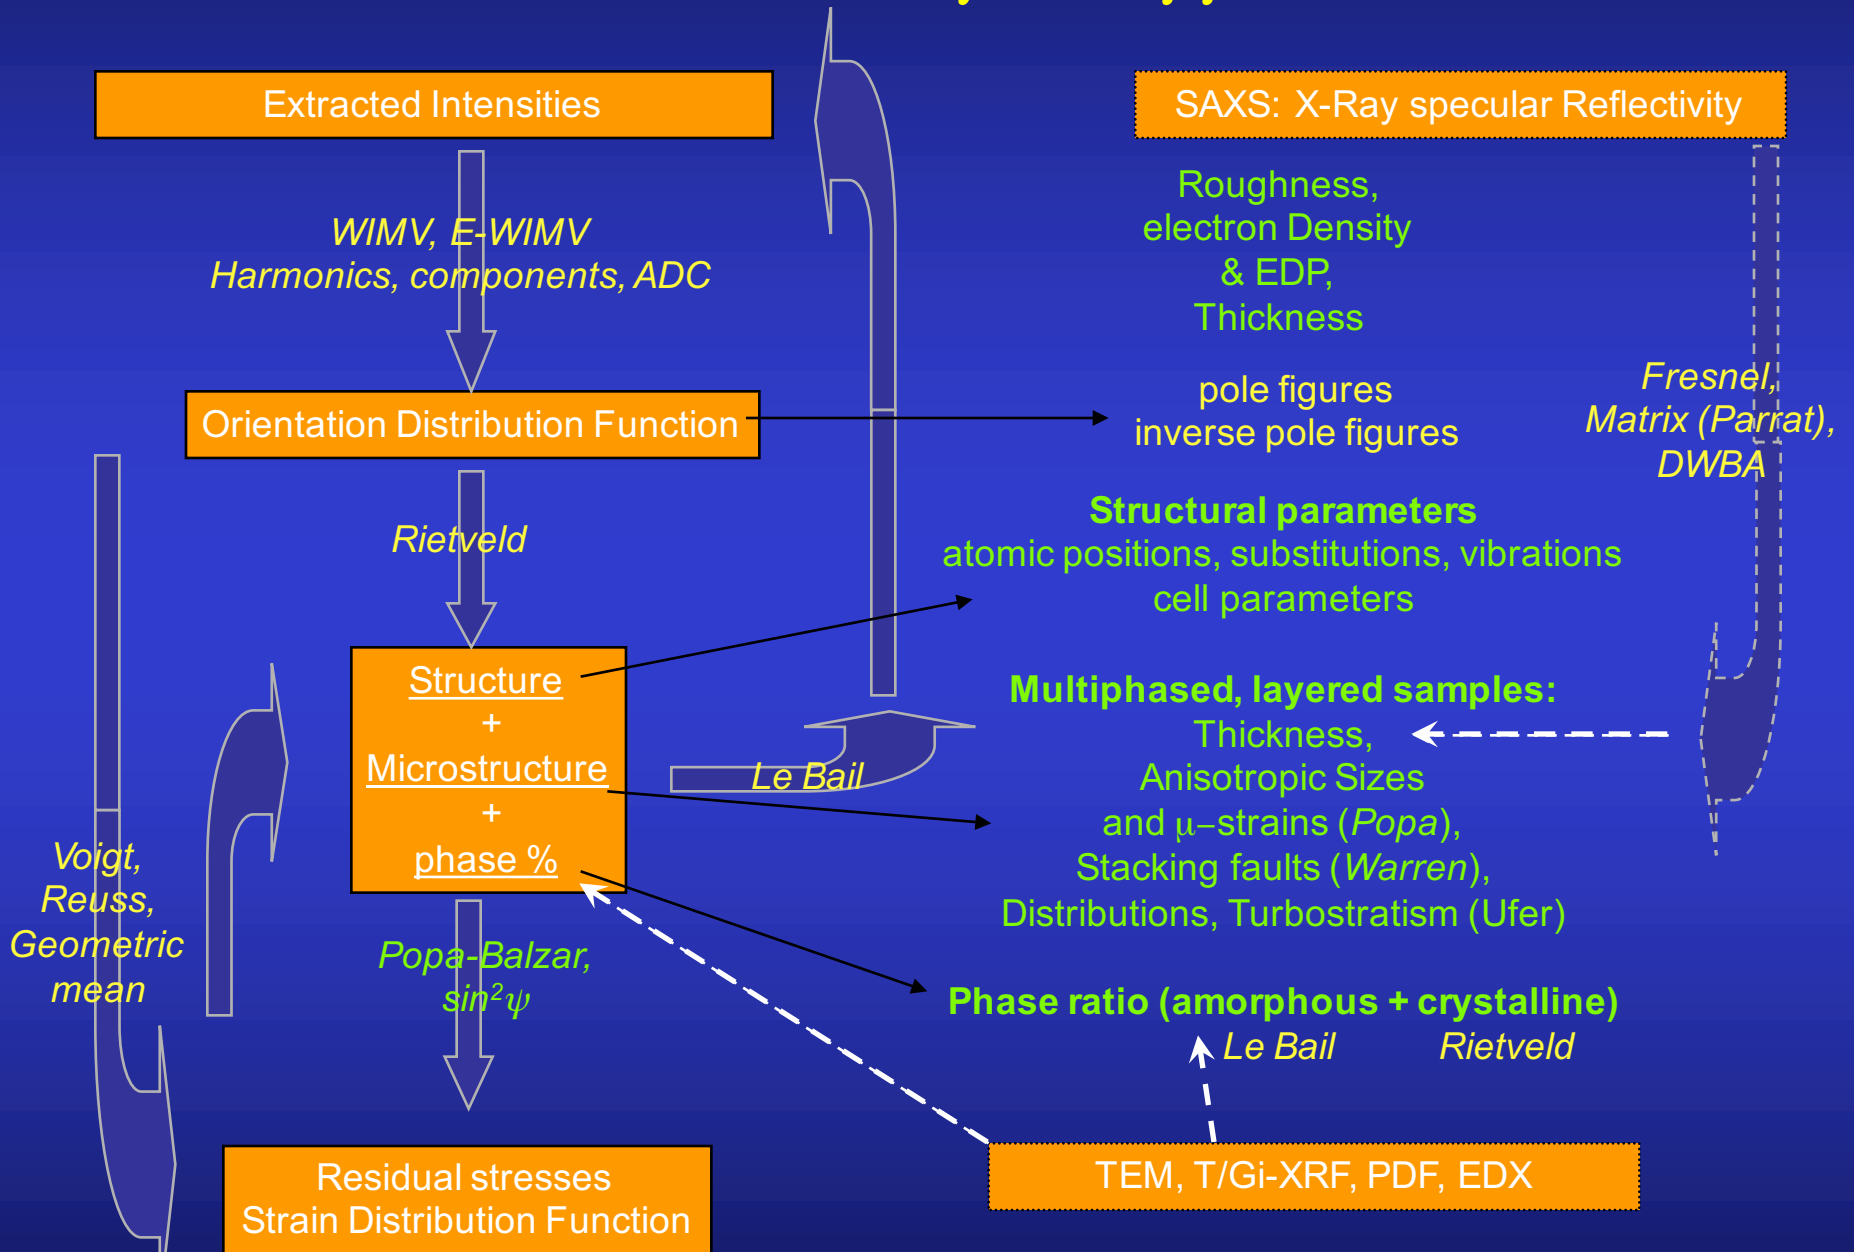 Extracted Intensities
SAXS: X-Ray specular Reflectivity
WIMV, E-WIMV
Harmonics, components, ADC
Roughness,
electron Density
& EDP,
Thickness
Orientation Distribution Function
pole figures
inverse pole figures
Fresnel,
Matrix (Parrat),
DWBA
Rietveld
Structural parameters
atomic positions, substitutions, vibrations
cell parameters
Structure
+
Microstructure
+
phase %
Le Bail
Multiphased, layered samples:
Thickness,
Anisotropic Sizes
and μ–strains (Popa),
Stacking faults (Warren),
Distributions, Turbostratism (Ufer)
Voigt,
Reuss,
Geometric
mean
Popa-Balzar,
sin²ψ
Phase ratio (amorphous + crystalline)
Le Bail Rietveld
Residual stresses
Strain Distribution Function
TEM, T/Gi-XRF, PDF, EDX